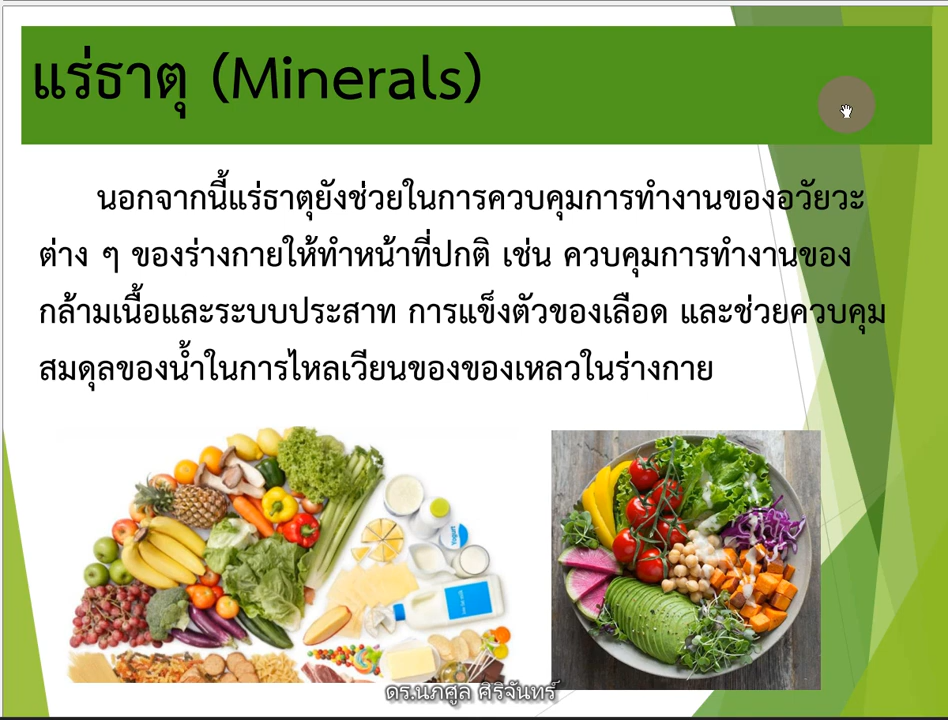 แร่ธาตุ (Minerals)
นอกจากนี้แร่ธาตุยังช่วยในการควบคุมการทำงานของอวัยวะ
ต่าง ๆ ของร่างกายให้ทำหน้าที่ปกติ เช่น ควบคุมการทำงานของ
กล้ามเนื้อและระบบประสาท การแข็งตัวของเลือด และช่วยควบคุม
สมดุลของน้ำในการไหลเวียนของของเหลวในร่างกาย
Yogurt
ดร.นภศูล ศิริจันทร์